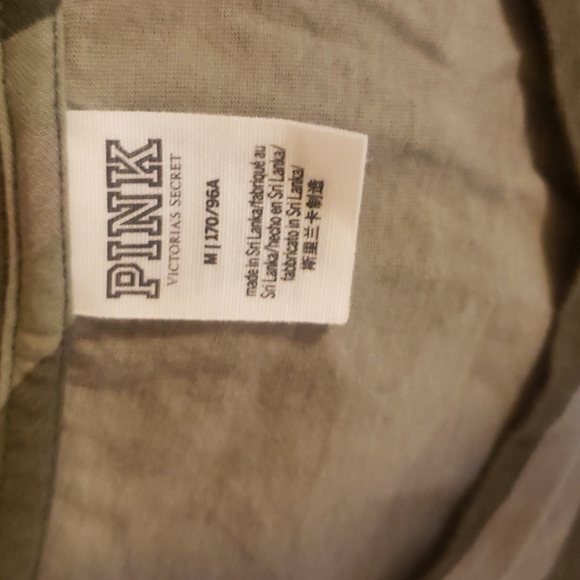 PINK
VICTORIA'S SECRET
M | 170/96A
made in Sri Lanka/fabriqué au
Sri Lanka/hecho en Sri Lanka/
fabbricato in Sri Lanka/
斯里兰卡制造